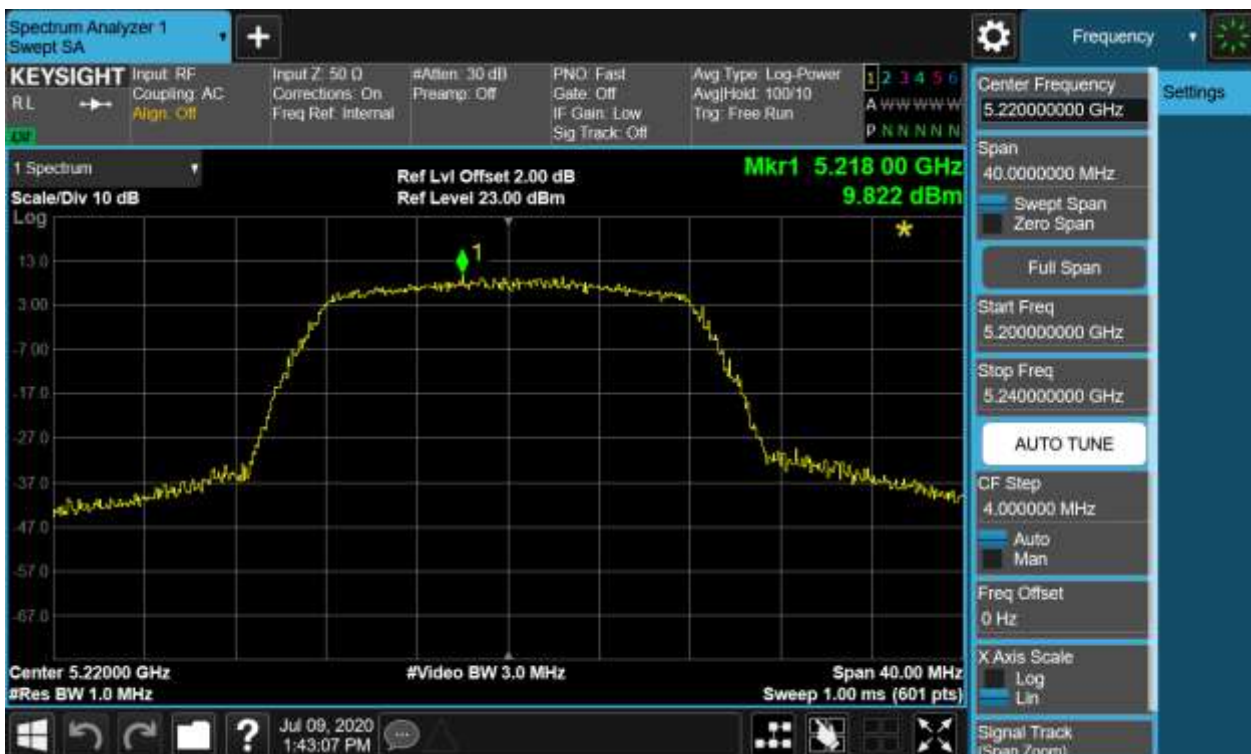 Spectrum Analyzer 1
Swept SA
+
Frequency
KEYSIGHT
RL
Input: RF
Coupling: AC
Align: Off
Input Z: 50 Ω
Corrections: On
Freq Ref: Internal
#Atten: 30 dB
Preamp: Off
PNO: Fast
Gate: Off
IF Gain: Low
Sig Track: Off
Avg Type: Log-Power
Avg|Hold: 100/10
Trig: Free Run
1 2 3 4 5 6
A W W W W W
P N N N N N
Center Frequency
5.220000000 GHz
Settings
Span
40.0000000 MHz
Swept Span
Zero Span
Full Span
Start Freq
5.200000000 GHz
Stop Freq
5.240000000 GHz
AUTO TUNE
CF Step
4.000000 MHz
Auto
Man
Freq Offset
0 Hz
X Axis Scale
Log
Lin
Signal Track
(Span Zoom)
1 Spectrum
Scale/Div 10 dB
Log
Ref Lvl Offset 2.00 dB
Ref Level 23.00 dBm
Mkr1 5.218 00 GHz
9.822 dBm
1
13.0
3.00
-7.00
-17.0
-27.0
-37.0
-47.0
-57.0
-67.0
Center 5.22000 GHz
#Res BW 1.0 MHz
#Video BW 3.0 MHz
Span 40.00 MHz
Sweep 1.00 ms (601 pts)
?
Jul 09, 2020
1:43:07 PM